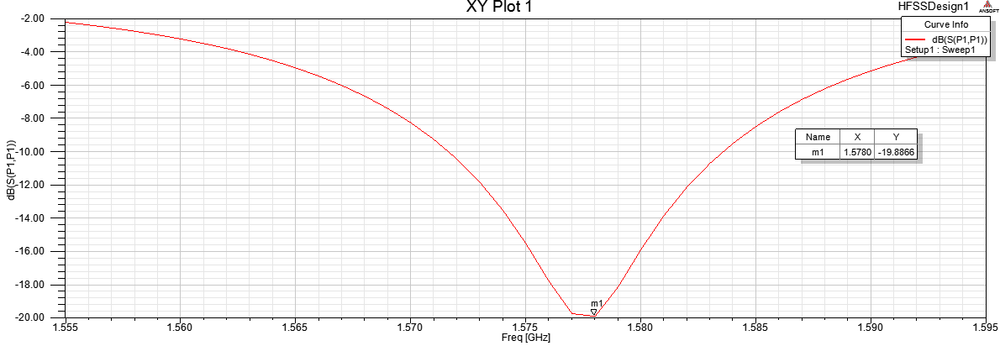 XY Plot 1
HFSSDesign1
ANSOFT
Curve Info
dB(S(P1,P1))
Setup1 : Sweep1
-2.00
-4.00
-6.00
-8.00
-10.00
-12.00
-14.00
-16.00
-18.00
-20.00
dB(S(P1,P1))
Name X Y
m1 1.5780 -19.8866
m1
1.555 1.560 1.565 1.570 1.575 1.580 1.585 1.590 1.595
Freq [GHz]